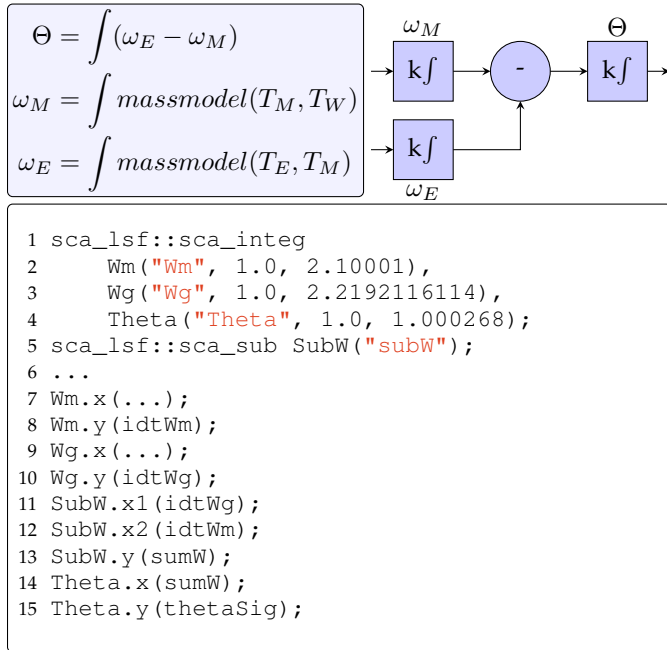 Θ = ∫(ω_E − ω_M)
ω_M = ∫ massmodel(T_M, T_W)
ω_E = ∫ massmodel(T_E, T_M)
ω_M
Θ
k∫
-
k∫
k∫
ω_E
1 sca_lsf::sca_integ
2     Wm("Wm", 1.0, 2.10001),
3     Wg("Wg", 1.0, 2.2192116114),
4     Theta("Theta", 1.0, 1.000268);
5 sca_lsf::sca_sub SubW("subW");
6 ...
7 Wm.x(...);
8 Wm.y(idtWm);
9 Wg.x(...);
10 Wg.y(idtWg);
11 SubW.x1(idtWg);
12 SubW.x2(idtWm);
13 SubW.y(sumW);
14 Theta.x(sumW);
15 Theta.y(thetaSig);